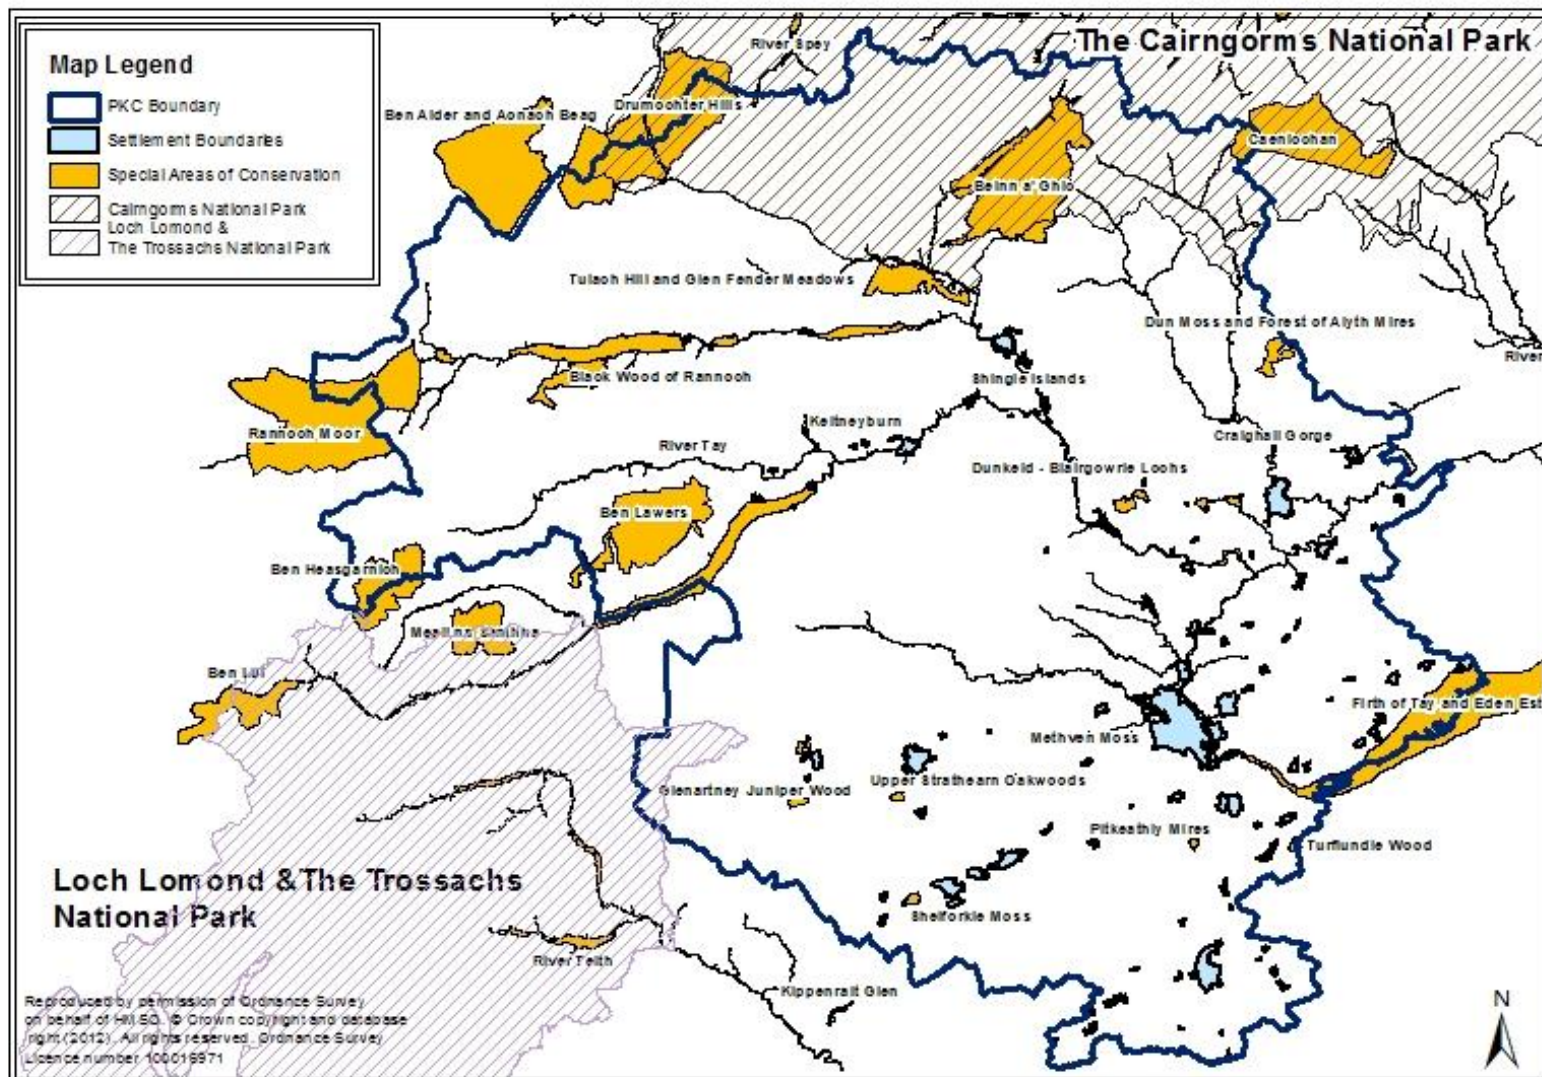 The Cairngorms National Park
Map Legend
PKC Boundary
Settlement Boundaries
Special Areas of Conservation
Cairngorms National Park
Loch Lomond &
The Trossachs National Park
River Spey
Drumochter Hills
Ben Alder and Aonach Beag
Caenlochan
Beinn a' Ghlo
Tulach Hill and Glen Fender Meadows
Dun Moss and Forest of Alyth Mires
River
Black Wood of Rannoch
Shingle Islands
Rannoch Moor
Keltneyburn
River Tay
Craighall Gorge
Dunkeld - Blairgowrie Lochs
Ben Lawers
Ben Heasgarnich
Meall na Samhna
Ben Lui
Firth of Tay and Eden Est
Methven Moss
Glenartney Juniper Wood
Upper Strathearn Oakwoods
Pitkeathly Mires
Turflundie Wood
Loch Lomond &The Trossachs
National Park
Shelforkie Moss
River Teith
Kippenrait Glen
Reproduced by permission of Ordnance Survey
on behalf of HMSO. © Crown copyright and database
right (2012). All rights reserved. Ordnance Survey
Licence number 100016971
N